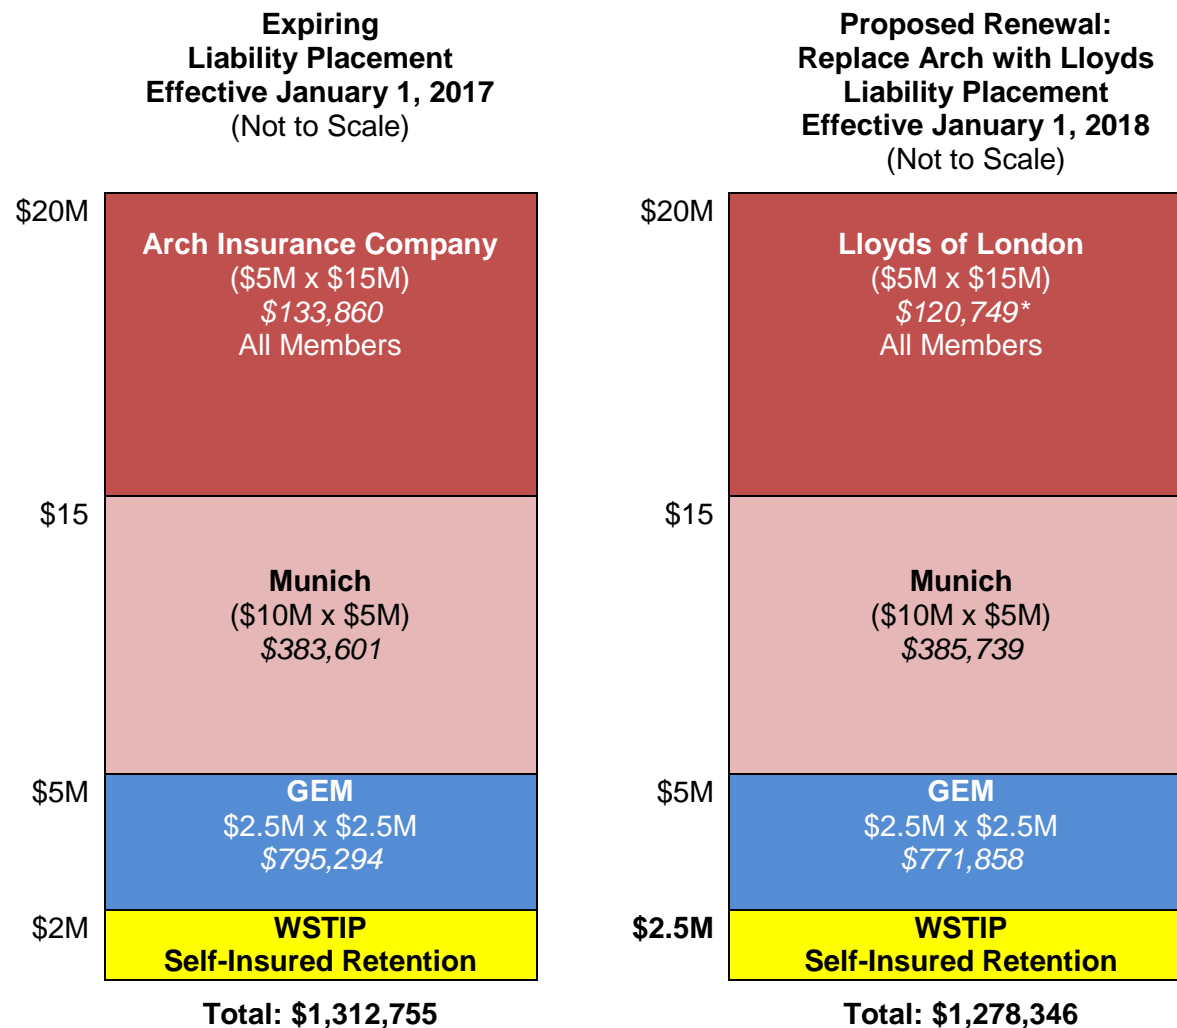 Expiring
Liability Placement
Effective January 1, 2017
(Not to Scale)
$20M
Arch Insurance Company
($5M x $15M)
$133,860
All Members
$15
Munich
($10M x $5M)
$383,601
$5M
GEM
$2.5M x $2.5M
$795,294
$2M
WSTIP
Self-Insured Retention
Total: $1,312,755
Proposed Renewal:
Replace Arch with Lloyds
Liability Placement
Effective January 1, 2018
(Not to Scale)
$20M
Lloyds of London
($5M x $15M)
$120,749*
All Members
$15
Munich
($10M x $5M)
$385,739
$5M
GEM
$2.5M x $2.5M
$771,858
$2.5M
WSTIP
Self-Insured Retention
Total: $1,278,346